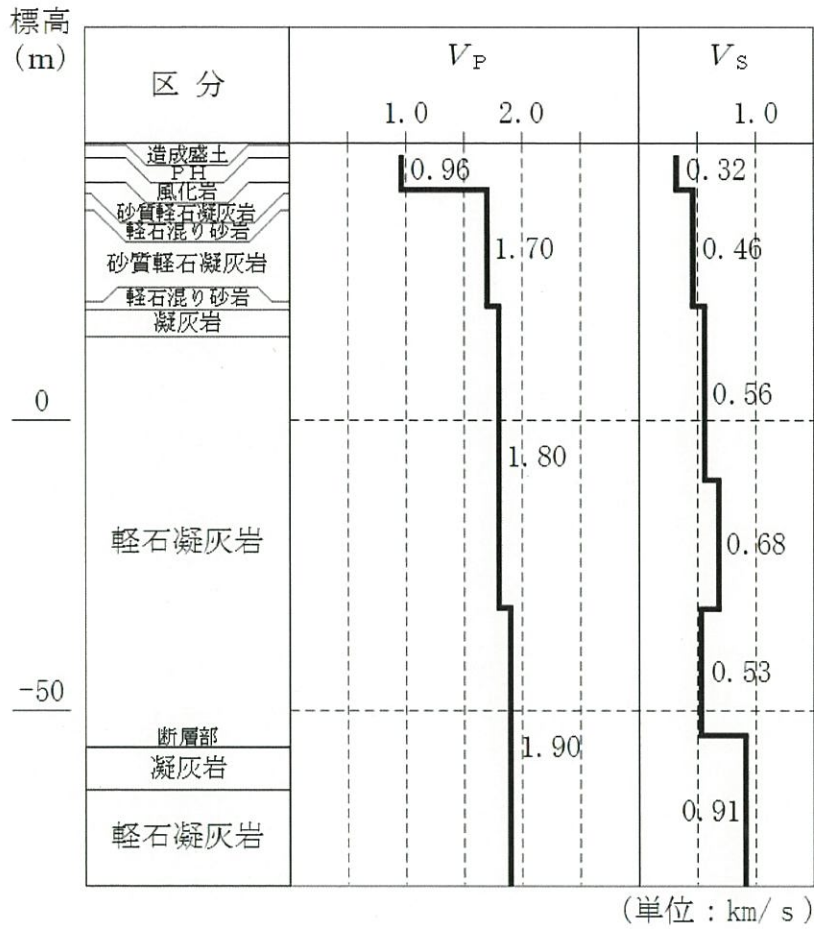 標高
(m)
区 分
V_P
V_S
1.0 2.0
1.0
造成盛土
PH
風化岩
砂質軽石凝灰岩
軽石混り砂岩
砂質軽石凝灰岩
軽石混り砂岩
凝灰岩
0
軽石凝灰岩
-50
断層部
凝灰岩
軽石凝灰岩
0.96
1.70
1.80
1.90
0.32
0.46
0.56
0.68
0.53
0.91
(単位：km/s)